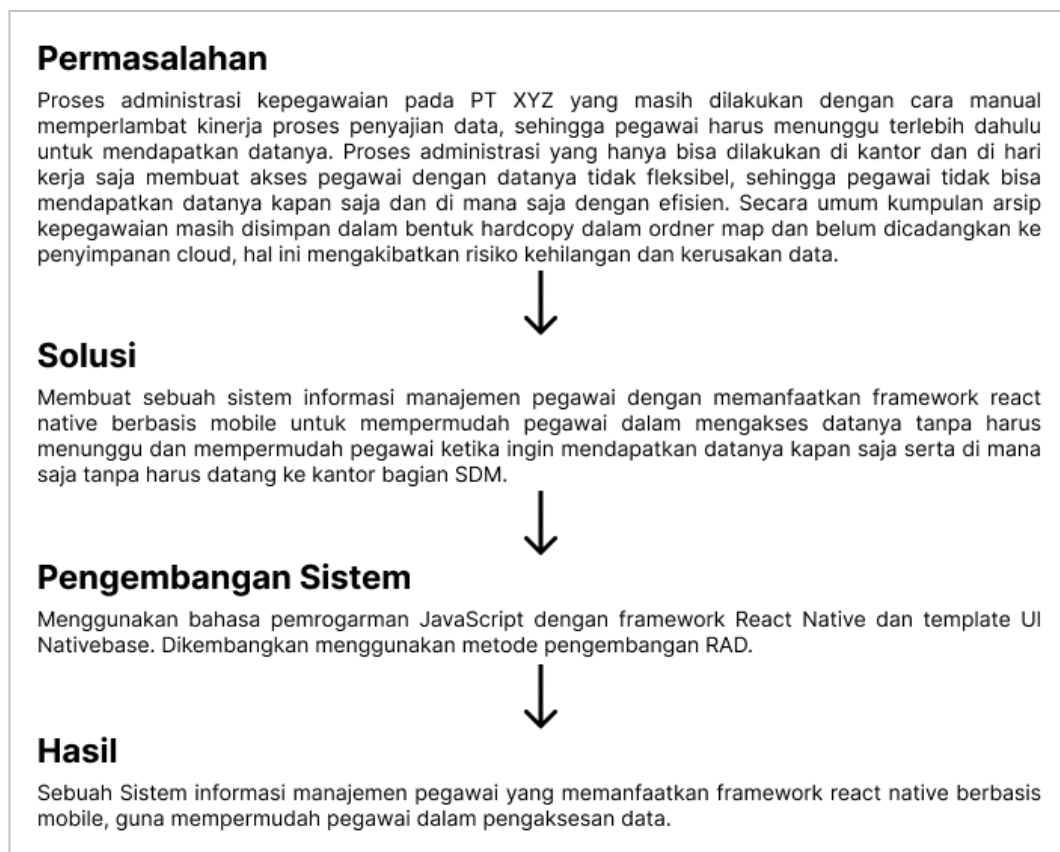 Permasalahan
Proses administrasi kepegawaian pada PT XYZ yang masih dilakukan dengan cara manual
memperlambat kinerja proses penyajian data, sehingga pegawai harus menunggu terlebih dahulu
untuk mendapatkan datanya. Proses administrasi yang hanya bisa dilakukan di kantor dan di hari
kerja saja membuat akses pegawai dengan datanya tidak fleksibel, sehingga pegawai tidak bisa
mendapatkan datanya kapan saja dan di mana saja dengan efisien. Secara umum kumpulan arsip
kepegawaian masih disimpan dalam bentuk hardcopy dalam ordner map dan belum dicadangkan ke
penyimpanan cloud, hal ini mengakibatkan risiko kehilangan dan kerusakan data.
Solusi
Membuat sebuah sistem informasi manajemen pegawai dengan memanfaatkan framework react
native berbasis mobile untuk mempermudah pegawai dalam mengakses datanya tanpa harus
menunggu dan mempermudah pegawai ketika ingin mendapatkan datanya kapan saja serta di mana
saja tanpa harus datang ke kantor bagian SDM.
Pengembangan Sistem
Menggunakan bahasa pemrogarman JavaScript dengan framework React Native dan template UI
Nativebase. Dikembangkan menggunakan metode pengembangan RAD.
Hasil
Sebuah Sistem informasi manajemen pegawai yang memanfaatkan framework react native berbasis
mobile, guna mempermudah pegawai dalam pengaksesan data.